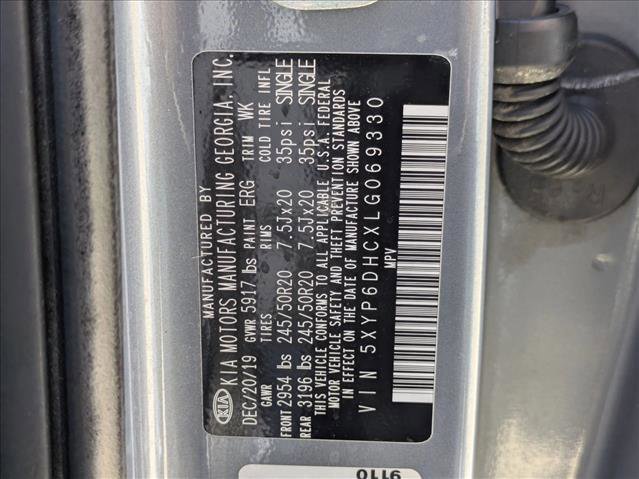 MANUFACTURED BY
KIA KIA MOTORS MANUFACTURING GEORGIA, INC.
DEC/20/19 GVWR 5917 lbs PAINT ERG TRIM WK
GAWR TIRES RIMS COLD TIRE INFL
FRONT 2954 lbs 245/50R20 7.5Jx20 35psi SINGLE
REAR 3196 lbs 245/50R20 7.5Jx20 35psi SINGLE
THIS VEHICLE CONFORMS TO ALL APPLICABLE U.S.A. FEDERAL
MOTOR VEHICLE SAFETY AND THEFT PREVENTION STANDARDS
IN EFFECT ON THE DATE OF MANUFACTURE SHOWN ABOVE
VIN 5XYP6DHCXLG069330
MPV
9110